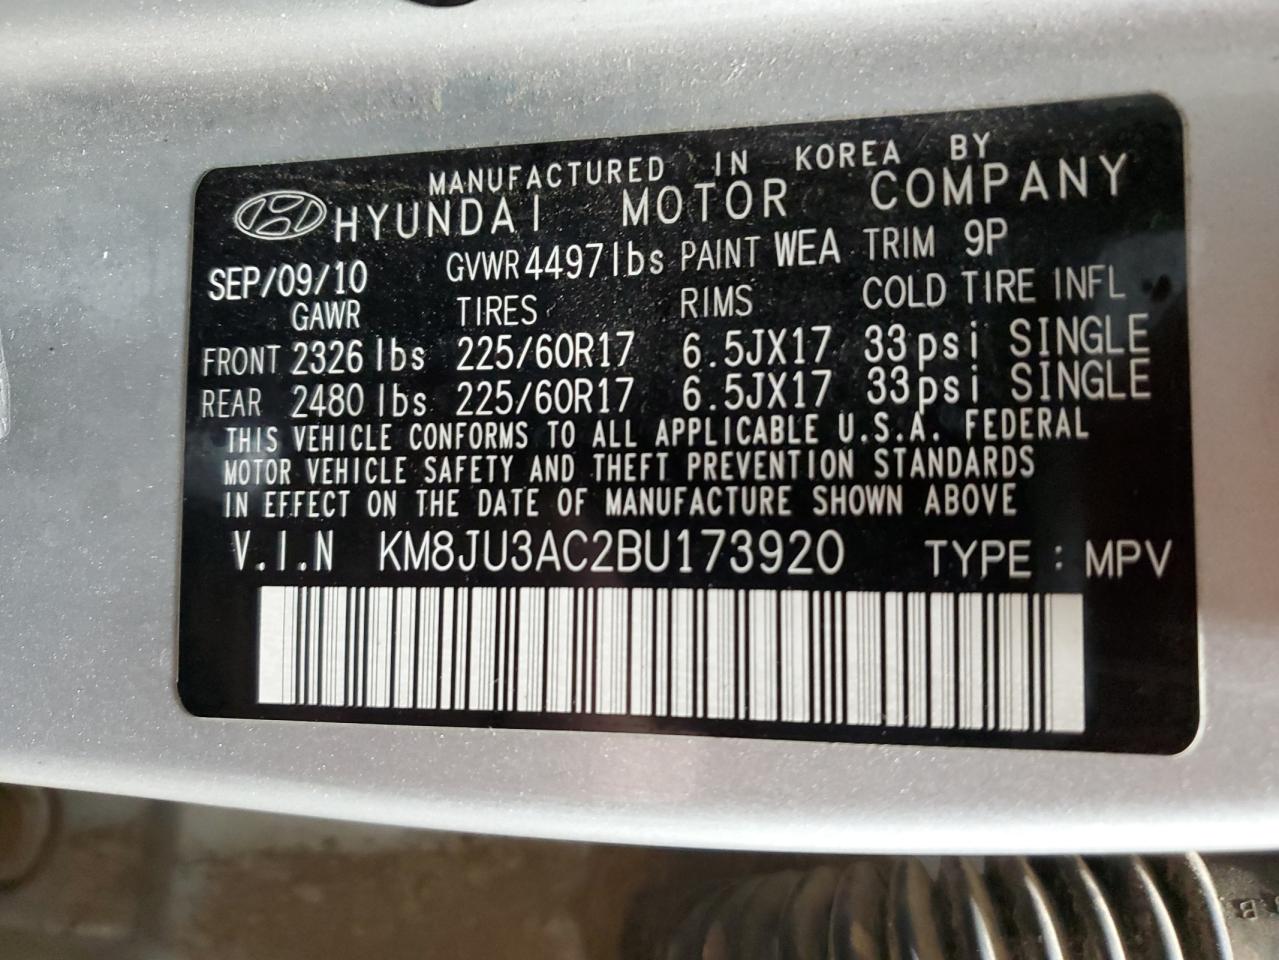 MANUFACTURED IN KOREA BY
HYUNDAI MOTOR COMPANY
SEP/09/10 GVWR 4497lbs PAINT WEA TRIM 9P
GAWR TIRES RIMS COLD TIRE INFL
FRONT 2326 lbs 225/60R17 6.5JX17 33psi SINGLE
REAR 2480 lbs 225/60R17 6.5JX17 33psi SINGLE
THIS VEHICLE CONFORMS TO ALL APPLICABLE U.S.A. FEDERAL
MOTOR VEHICLE SAFETY AND THEFT PREVENTION STANDARDS
IN EFFECT ON THE DATE OF MANUFACTURE SHOWN ABOVE
V.I.N KM8JU3AC2BU173920 TYPE : MPV